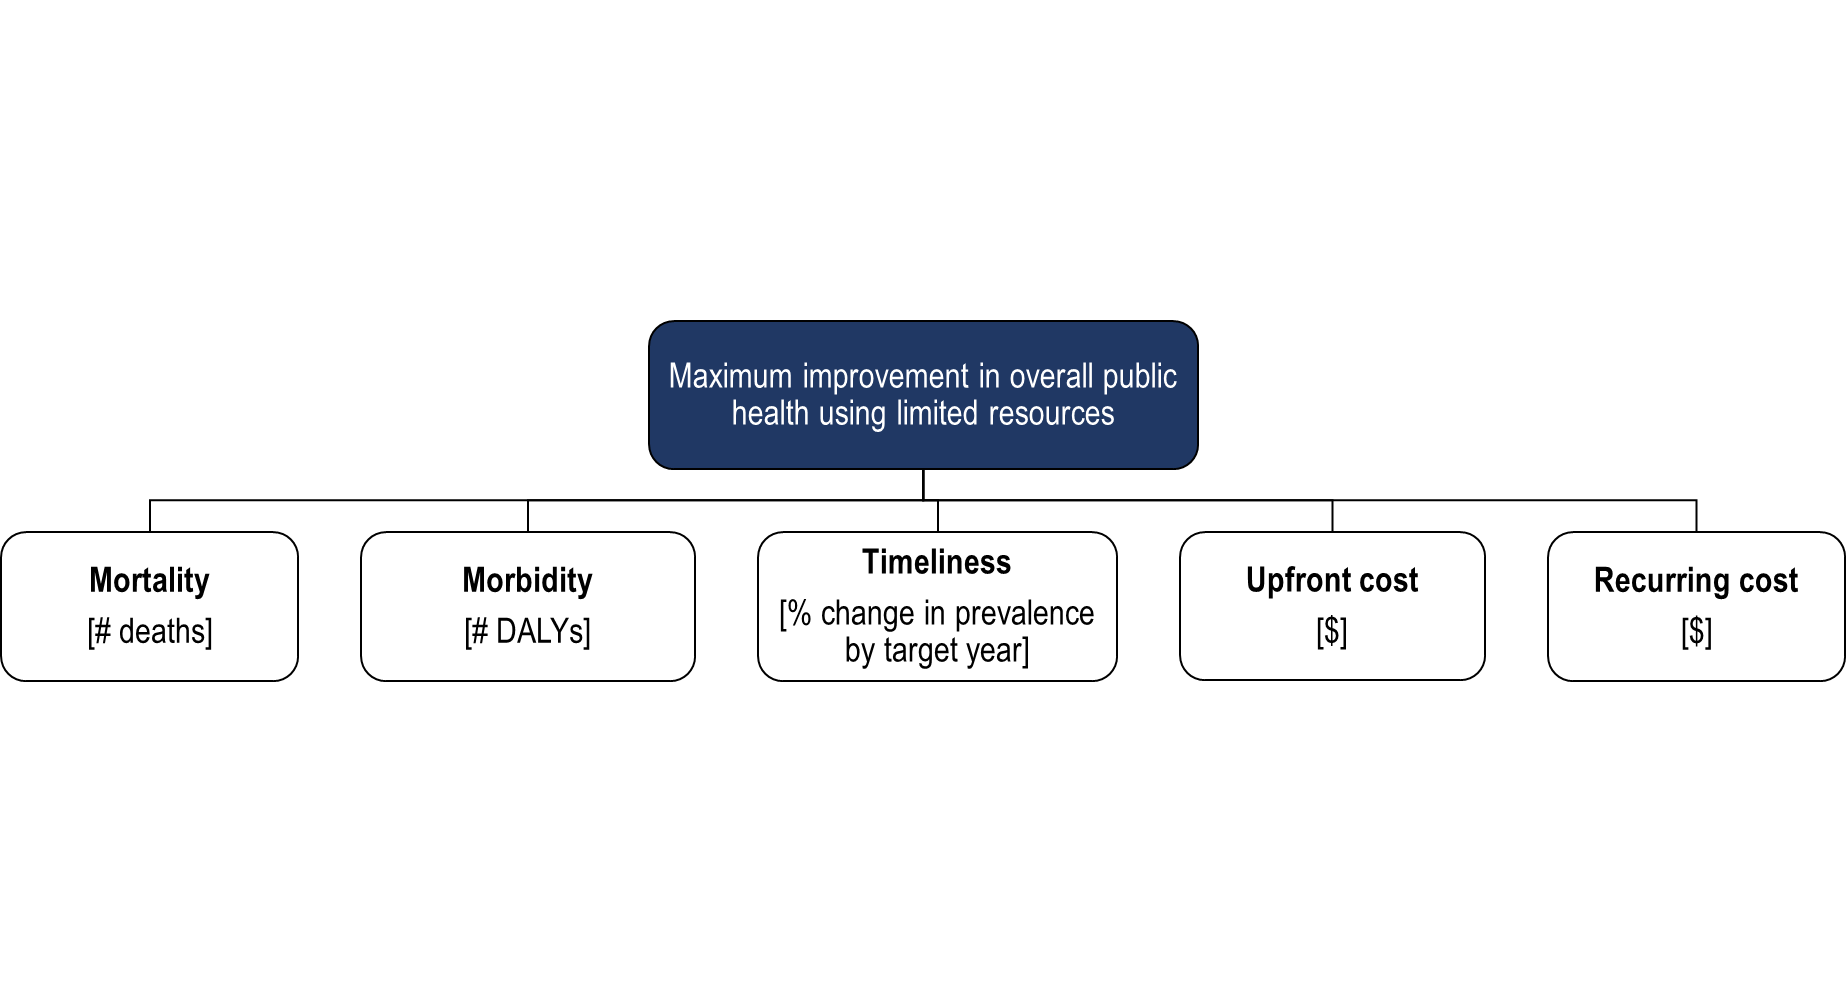 Maximum improvement in overall public
health using limited resources
Mortality
[# deaths]
Morbidity
[# DALYs]
Timeliness
[% change in prevalence
by target year]
Upfront cost
[$]
Recurring cost
[$]